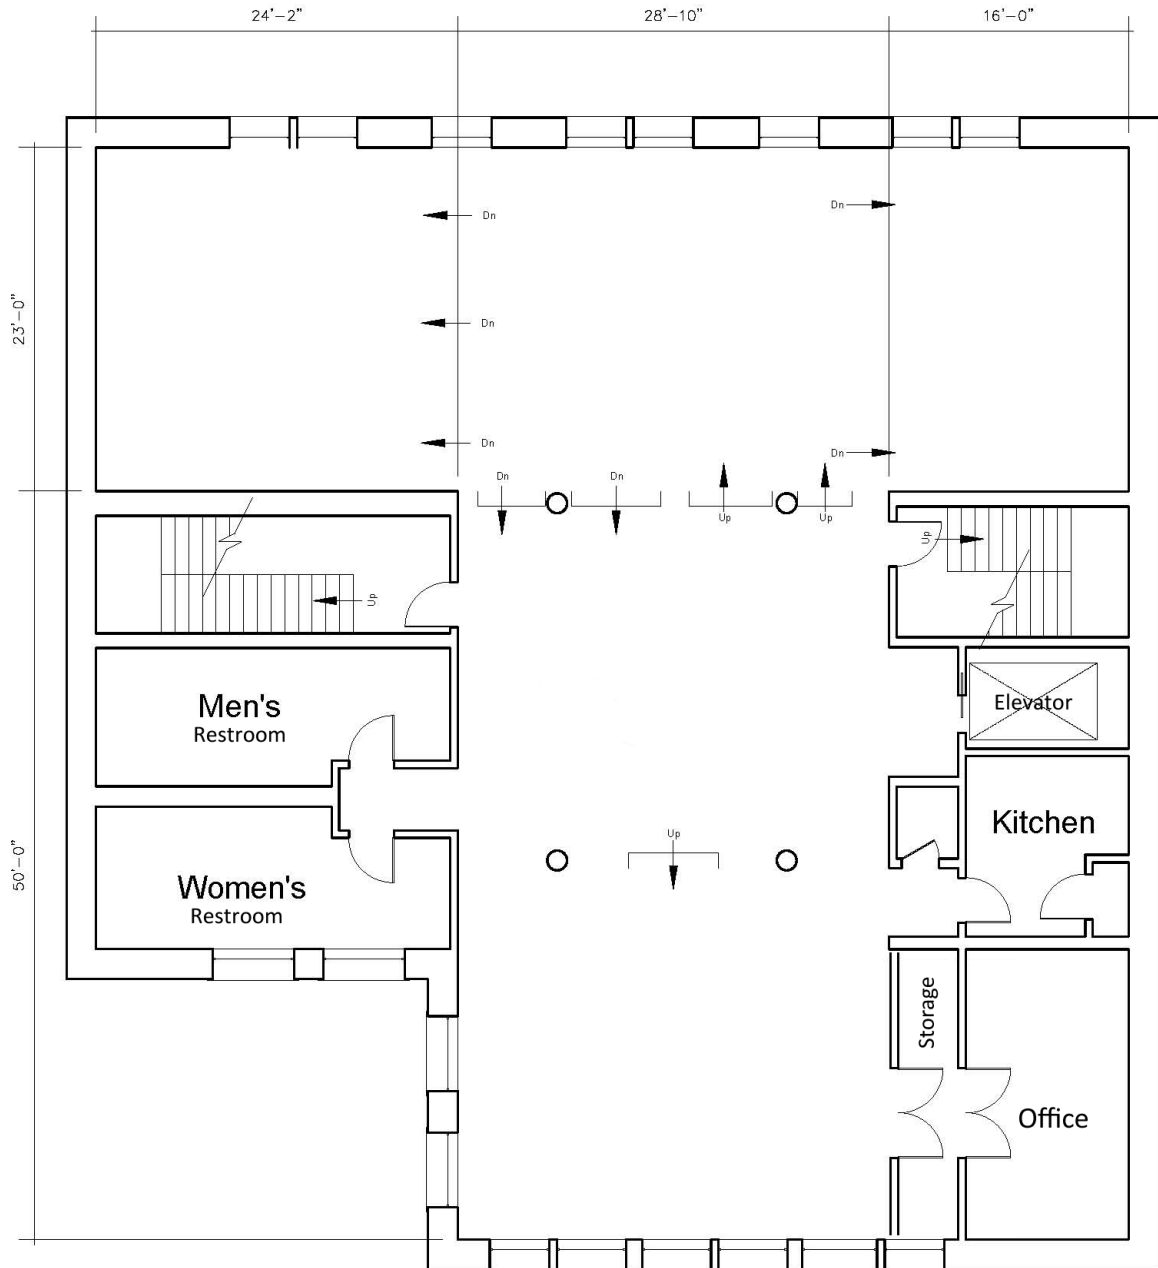 24'-2"
28'-10"
16'-0"
Dn
Dn
23'-0"
Dn
Dn
Dn
Dn
Dn
Up
Up
Up
Up
Men's
Restroom
Elevator
Kitchen
Up
50'-0"
Women's
Restroom
Storage
Office